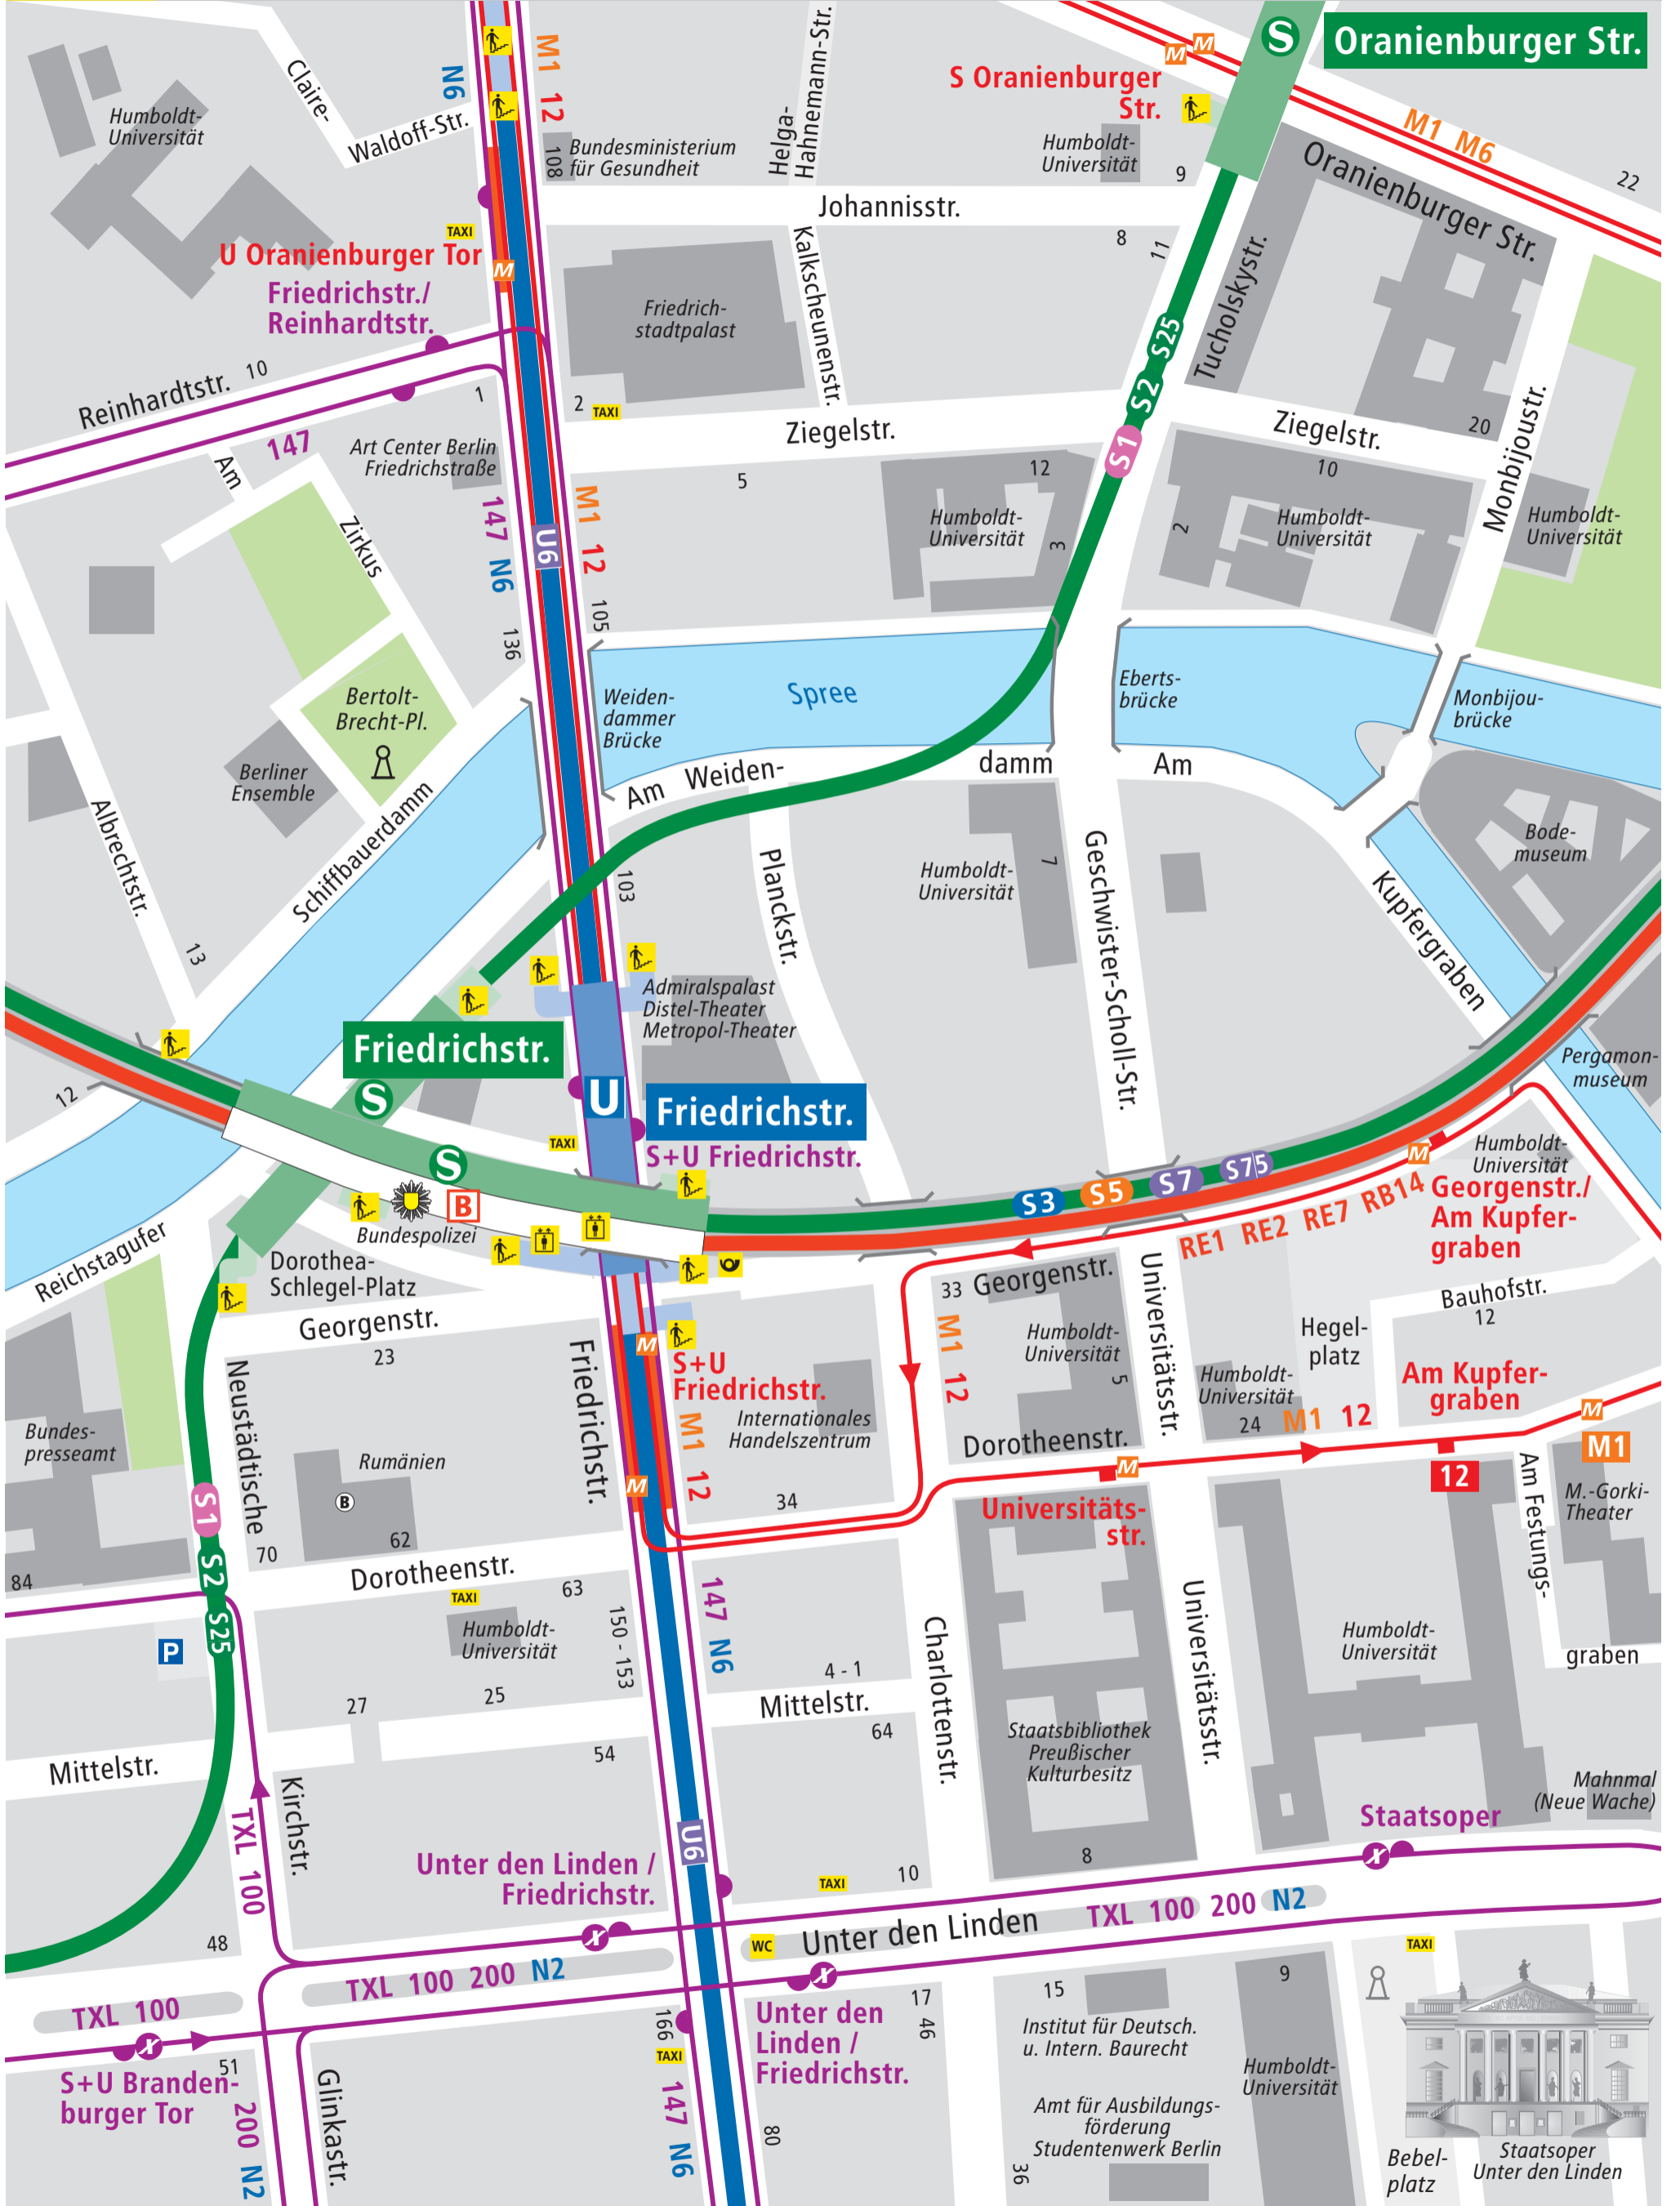 S
Oranienburger Str.
M M
S Oranienburger
Str.
M1 M6
22
Claire-
Waldoff-Str.
N6
M1 12
Humboldt-
Universität
108
Bundesministerium
für Gesundheit
Helga-
Hahnemann-Str.
Humboldt-
Universität
9
Oranienburger Str.
Johannisstr.
8
11
TAXI
U Oranienburger Tor
M
Friedrichstr./
Reinhardtstr.
Friedrich-
stadtpalast
Kalkscheunenstr.
S25
S2
S1
Tucholskystr.
Reinhardtstr.
10
1
2
TAXI
147
Art Center Berlin
Friedrichstraße
Ziegelstr.
Ziegelstr.
20
Monbijoustr.
Am
Zirkus
147 N6
U6
M1 12
5
12
3
Humboldt-
Universität
10
2
Humboldt-
Universität
Humboldt-
Universität
136
105
Bertolt-
Brecht-Pl.
Berliner
Ensemble
Weiden-
dammer
Brücke
Spree
Eberts-
brücke
Monbijou-
brücke
Am Weiden-
damm
Am
Albrechtstr.
Schiffbauerdamm
13
103
Planckstr.
Humboldt-
Universität
7
Geschwister-Scholl-Str.
Kupfergraben
Bode-
museum
Admiralspalast
Distel-Theater
Metropol-Theater
Friedrichstr.
S
U
Friedrichstr.
S+U Friedrichstr.
TAXI
12
S
B
Bundespolizei
Pergamon-
museum
S3 S5 S7 S75
RE1 RE2 RE7 RB14
M
Humboldt-
Universität
Georgenstr./
Am Kupfer-
graben
Reichstagufer
Dorothea-
Schlegel-Platz
Georgenstr.
23
33
Georgenstr.
M1 12
Humboldt-
Universität
5
Universitätsstr.
Bauhofstr.
12
Hegel-
platz
Humboldt-
Universität
24
M1 12
Am Kupfer-
graben
M
M1
12
M
S+U
Friedrichstr.
Friedrichstr.
M
M1 12
Internationales
Handelszentrum
34
Dorotheenstr.
M
Universitäts-
str.
Bundes-
presseamt
Neustädtische
Kirchstr.
Rumänien
B
62
70
S1
S2
S25
84
Dorotheenstr.
TAXI
63
Humboldt-
Universität
150 - 153
147 N6
P
27
25
4 - 1
Mittelstr.
64
Mittelstr.
54
Charlottenstr.
Staatsbibliothek
Preußischer
Kulturbesitz
8
Universitätsstr.
Humboldt-
Universität
Am Festungs-
graben
M.-Gorki-
Theater
Mahnmal
(Neue Wache)
Staatsoper
X
TXL 100
U6
Unter den Linden /
Friedrichstr.
X
TAXI
10
48
WC
Unter den Linden
TXL 100 200 N2
TXL 100 200 N2
TXL 100
X
S+U Branden-
burger Tor
51
200 N2
Glinkastr.
166
TAXI
147 N6
X
Unter den
Linden /
Friedrichstr.
80
17
46
15
Institut für Deutsch.
u. Intern. Baurecht
Amt für Ausbildungs-
förderung
Studentenwerk Berlin
36
9
Humboldt-
Universität
TAXI
Bebel-
platz
Staatsoper
Unter den Linden